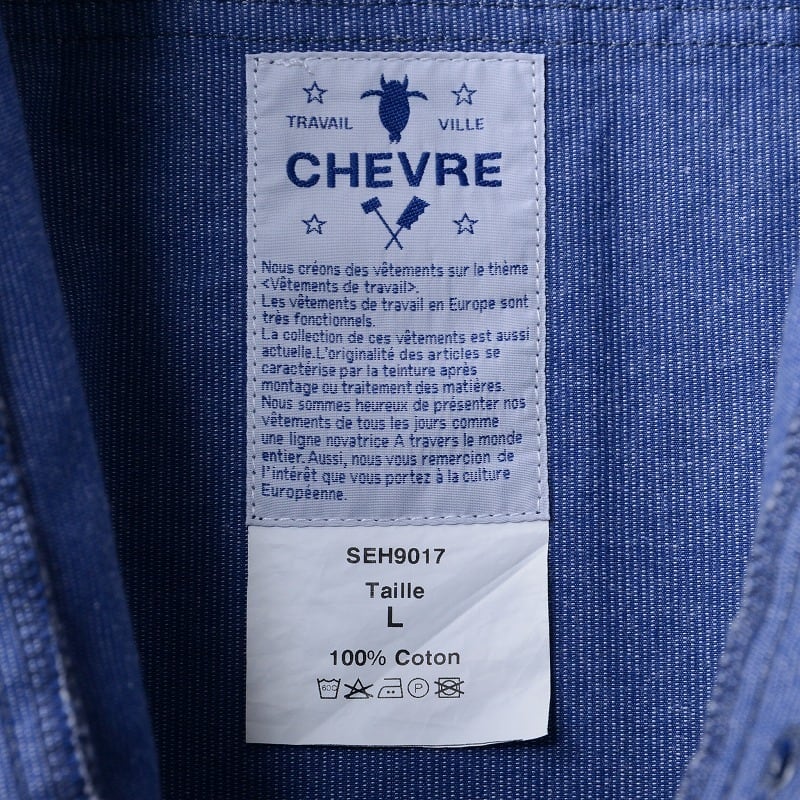 TRAVAIL VILLE
CHEVRE
Nous créons des vêtements sur le thème
<Vêtements de travail>.
Les vêtements de travail en Europe sont
très fonctionnels.
La collection de ces vêtements est aussi
actuelle.L'originalité des articles se
caractérise par la teinture après
montage ou traitement des matières.
Nous sommes heureux de présenter nos
vêtements de tous les jours comme
une ligne novatrice A travers le monde
entier.Aussi, nous vous remercion de
l'intérêt que vous portez à la culture
Européenne.
SEH9017
Taille
L
100% Coton
60C P